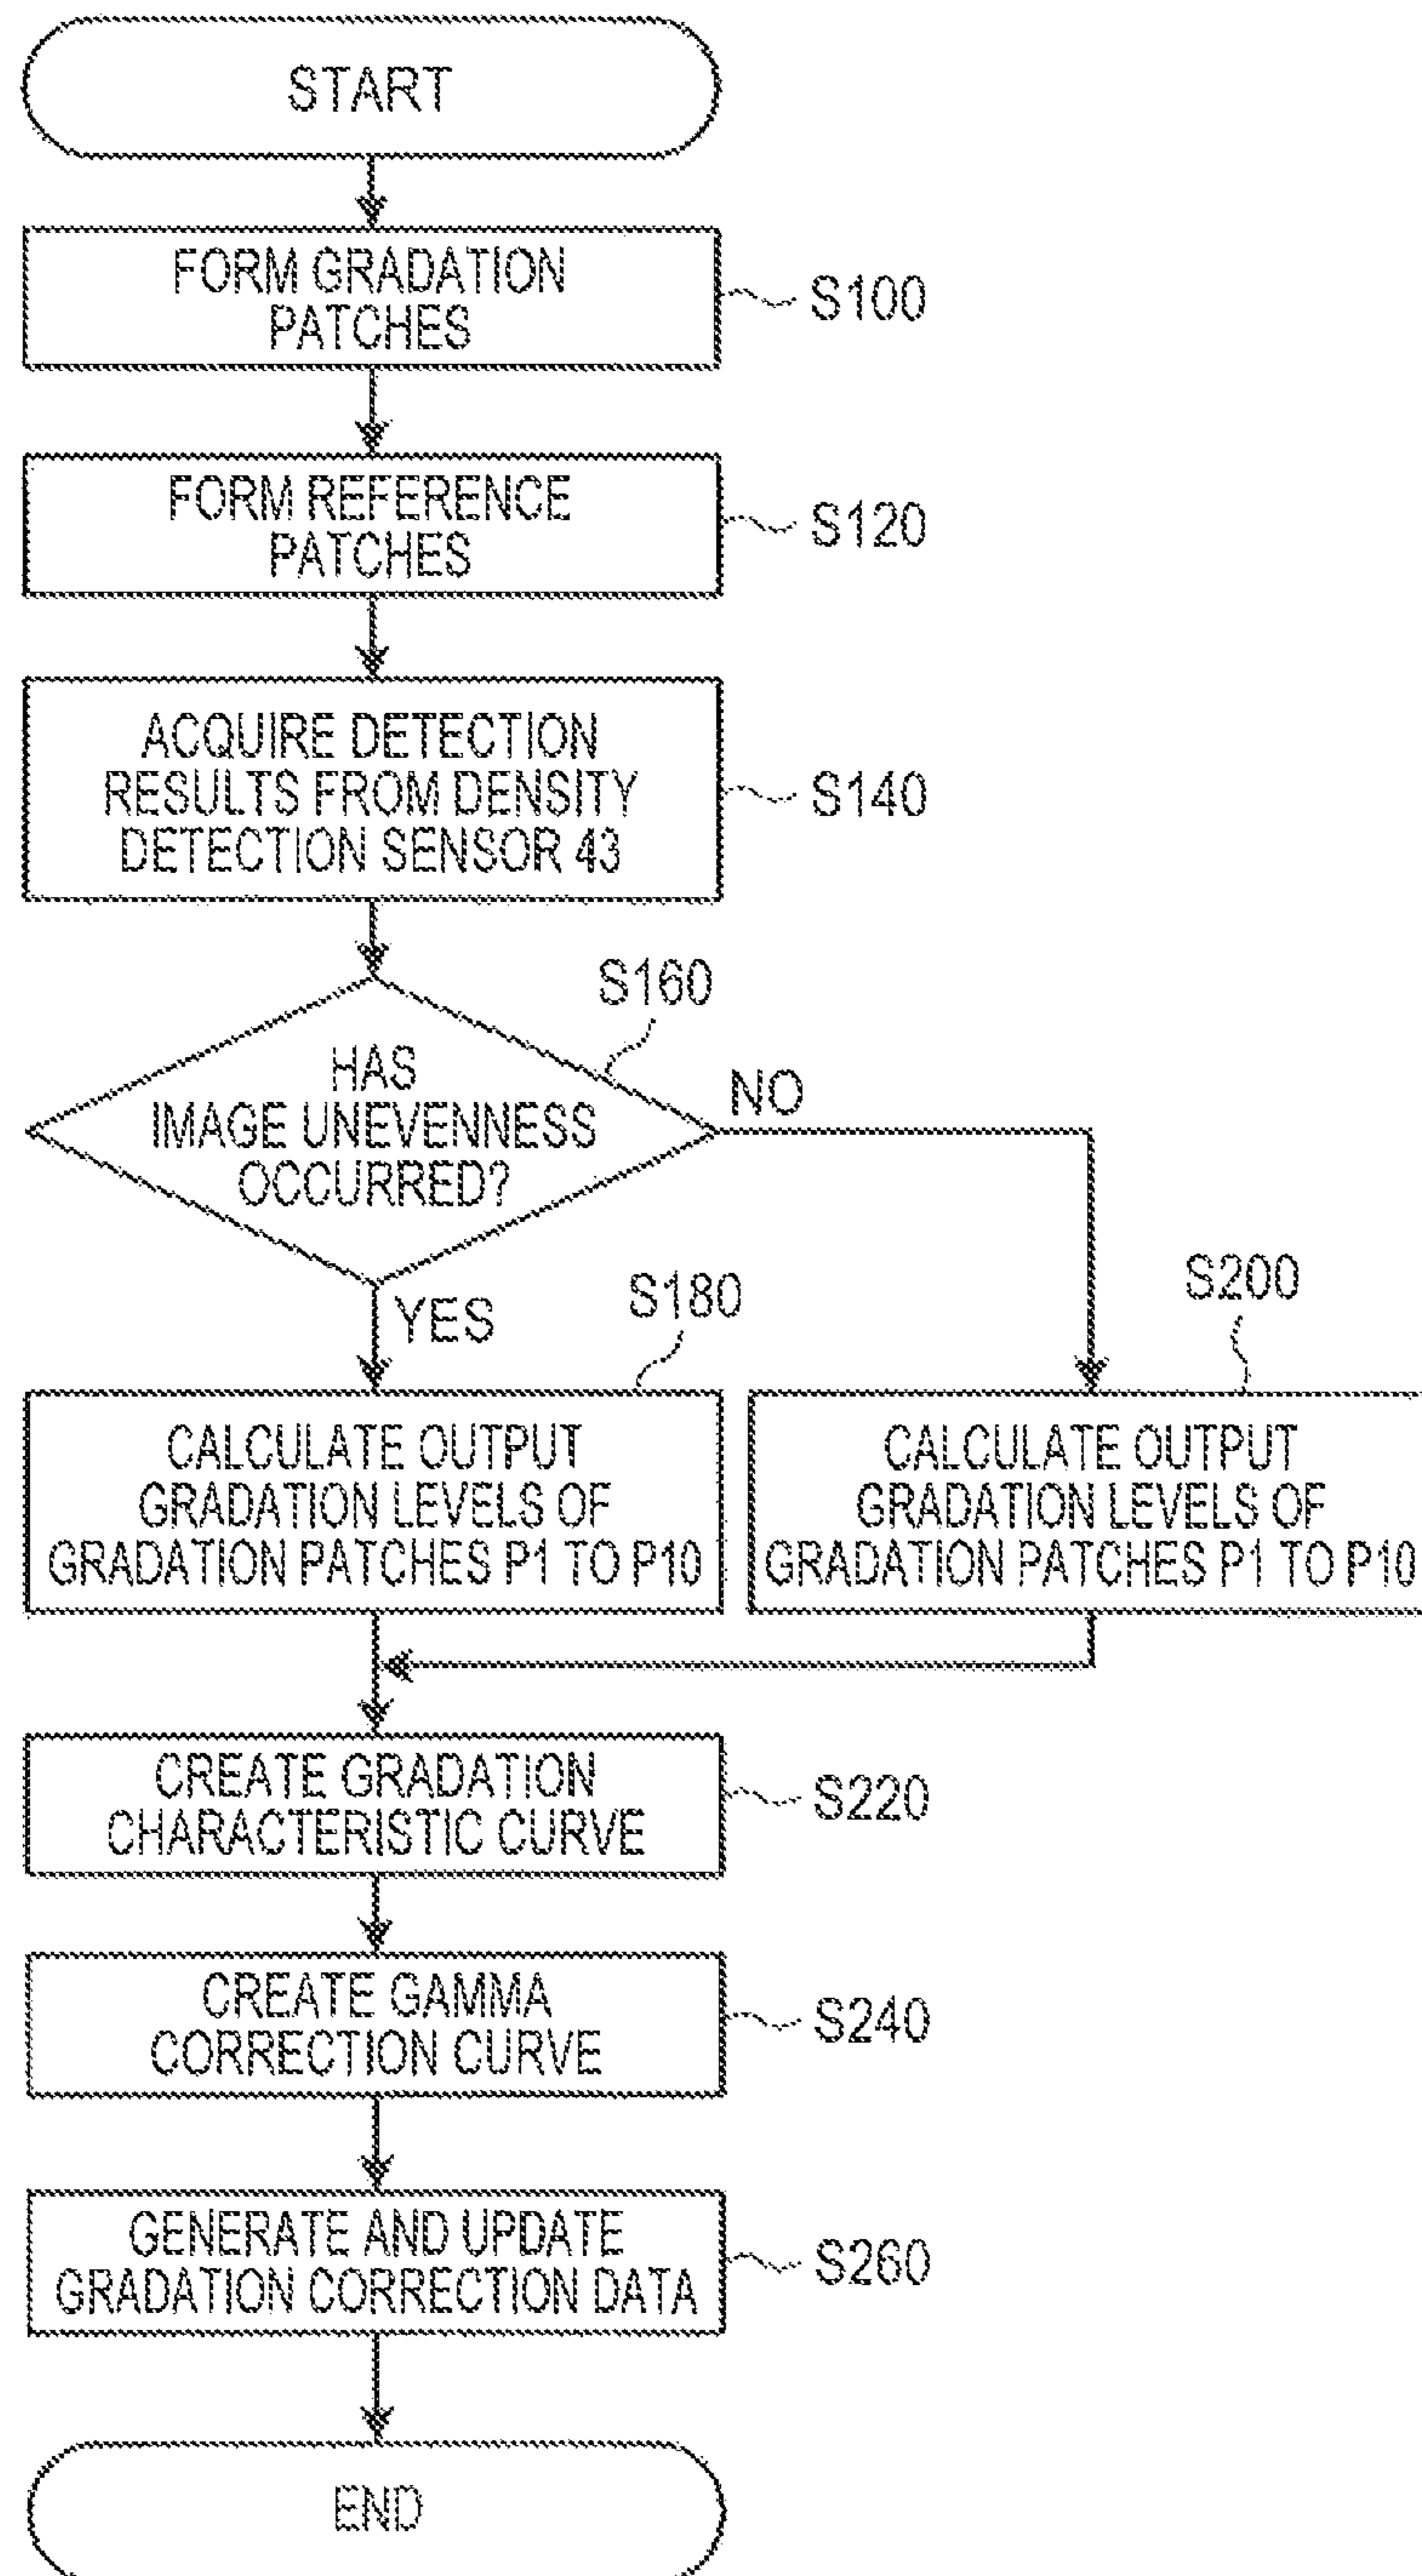 START
FORM GRADATION
PATCHES
S100
FORM REFERENCE
PATCHES
S120
ACQUIRE DETECTION
RESULTS FROM DENSITY
DETECTION SENSOR 43
S140
S160
HAS
IMAGE UNEVENNESS
OCCURRED?
NO
YES
S180
S200
CALCULATE OUTPUT
GRADATION LEVELS OF
GRADATION PATCHES P1 TO P10
CALCULATE OUTPUT
GRADATION LEVELS OF
GRADATION PATCHES P1 TO P10
CREATE GRADATION
CHARACTERISTIC CURVE
S220
CREATE GAMMA
CORRECTION CURVE
S240
GENERATE AND UPDATE
GRADATION CORRECTION DATA
S260
END